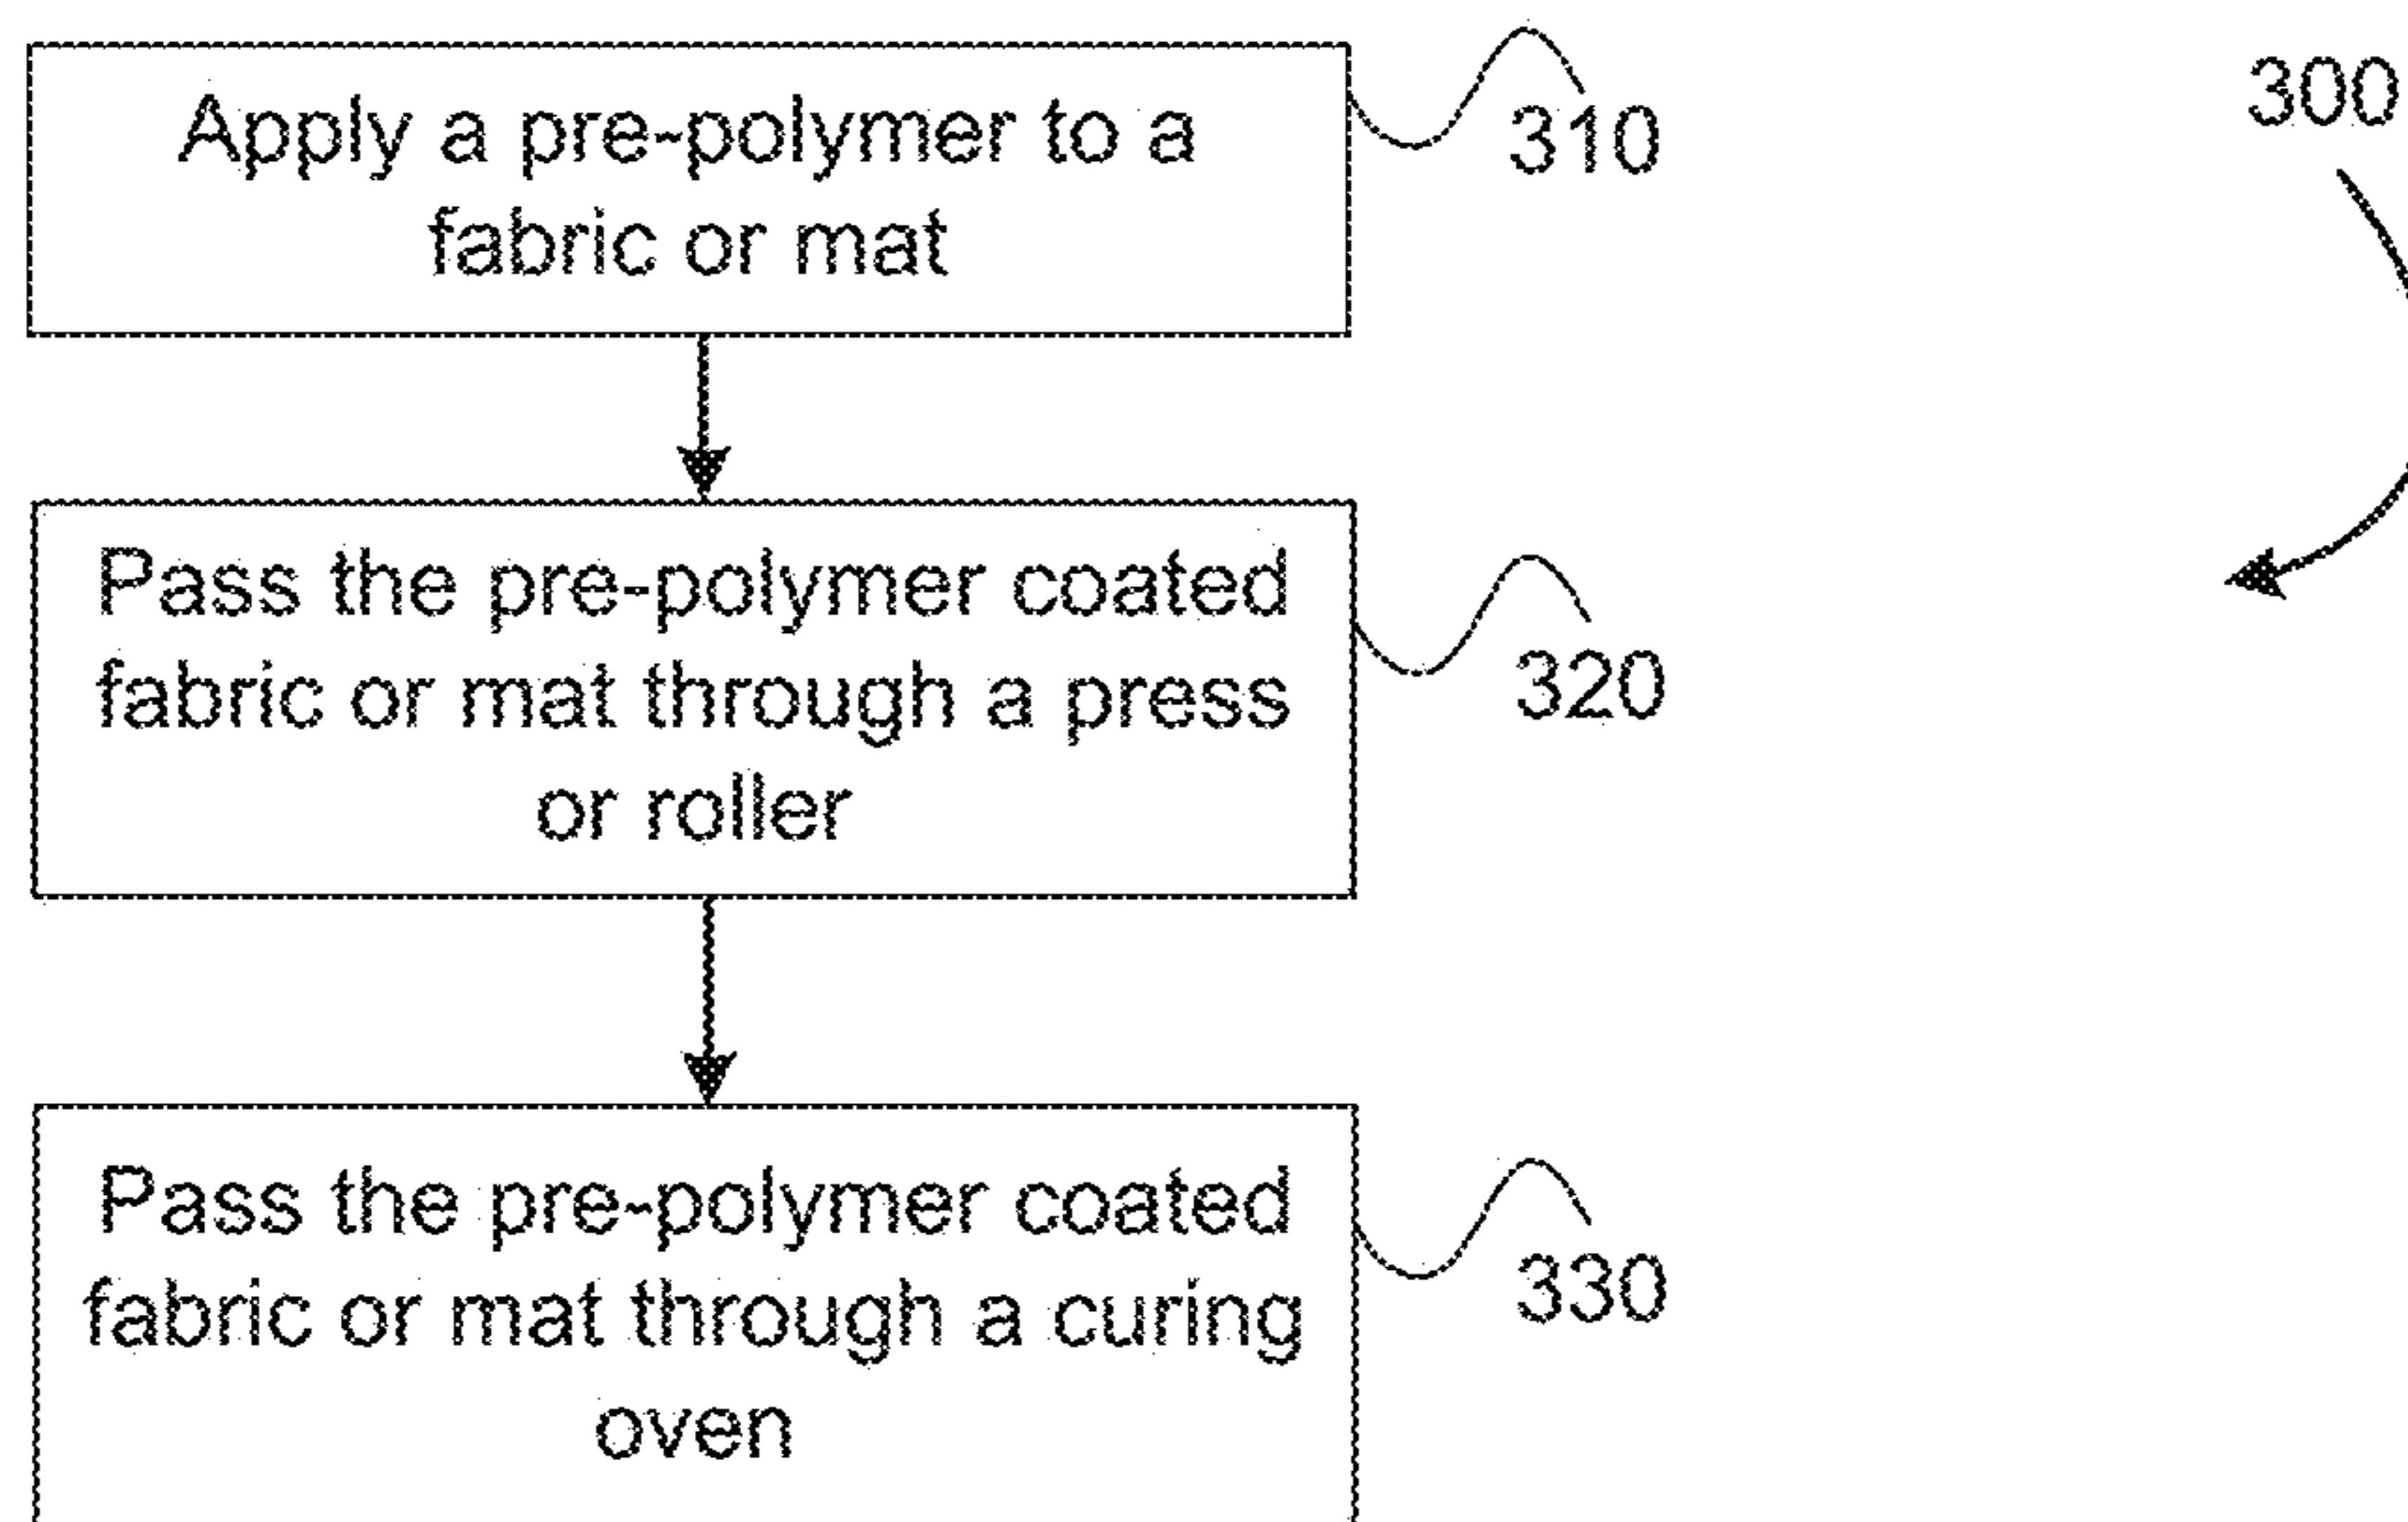 Apply a pre-polymer to a
fabric or mat
310
300
Pass the pre-polymer coated
fabric or mat through a press
or roller
320
Pass the pre-polymer coated
fabric or mat through a curing
oven
330